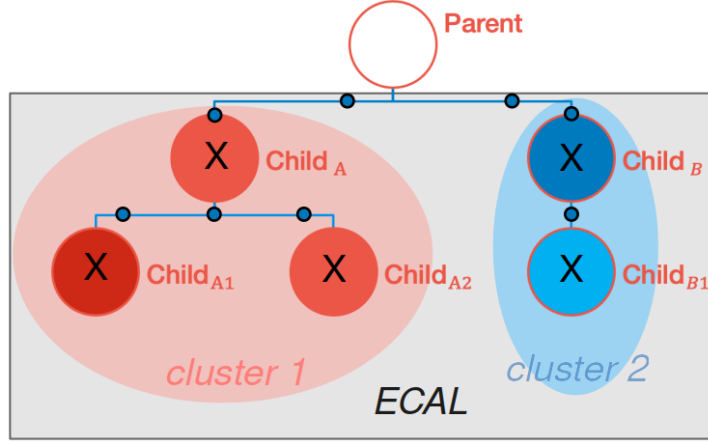 Parent
X Child A X Child B
X Child A1 X Child A2 X Child B1
cluster 1 cluster 2
ECAL